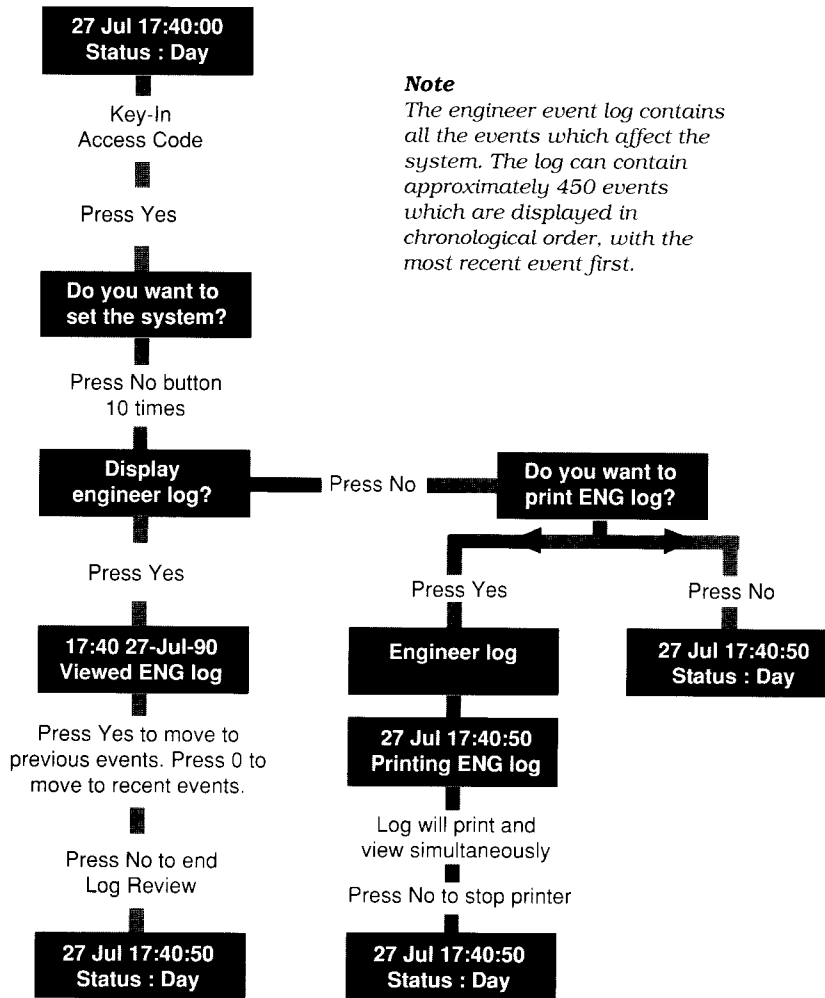 27 Jul 17:40:00
Status : Day
Key-In
Access Code
Press Yes
Do you want to
set the system?
Press No button
10 times
Display
engineer log?
Press Yes
17:40 27-Jul-90
Viewed ENG log
Press Yes to move to
previous events. Press 0 to
move to recent events.
Press No to end
Log Review
27 Jul 17:40:50
Status : Day
Note
The engineer event log contains
all the events which affect the
system. The log can contain
approximately 450 events
which are displayed in
chronological order, with the
most recent event first.
Press No
Do you want to
print ENG log?
Press Yes
Engineer log
27 Jul 17:40:50
Printing ENG log
Log will print and
view simultaneously
Press No to stop printer
27 Jul 17:40:50
Status : Day
Press No
27 Jul 17:40:50
Status : Day